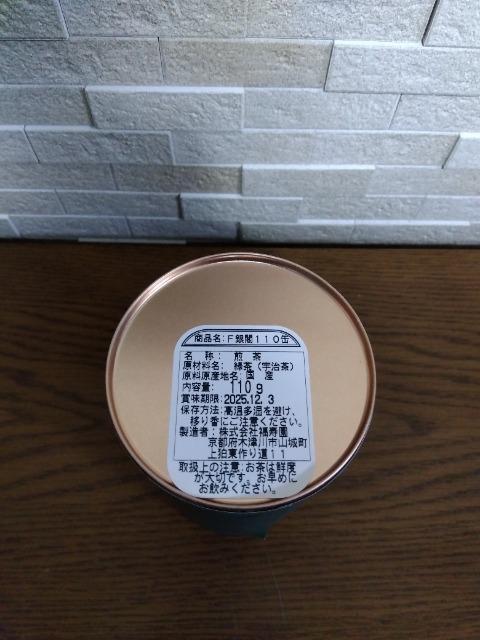 商品名:F銀閣110缶
名　称: 煎　茶
原材料名: 緑茶(宇治茶)
原料原産地名:国　産
内容量: 110g
賞味期限:2025.12. 3
保存方法:高温多湿を避け、
移り香にご注意ください。
製造者:株式会社福寿園
京都府木津川市山城町
上狛東作り道11
取扱上の注意:お茶は鮮度
が大切です。お早めに
お飲みください。